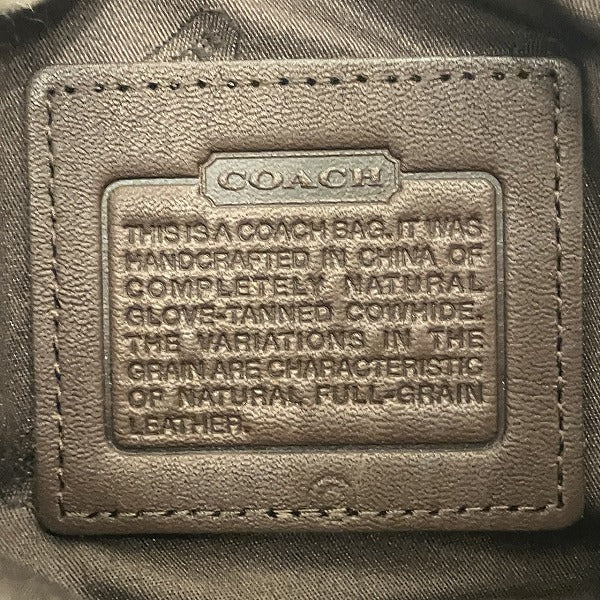 COACH
THIS IS A COACH BAG. IT WAS
HANDCRAFTED IN CHINA OF
COMPLETELY NATURAL
GLOVE-TANNED COWHIDE.
THE VARIATIONS IN THE
GRAIN ARE CHARACTERISTIC
OF NATURAL FULL-GRAIN
LEATHER.